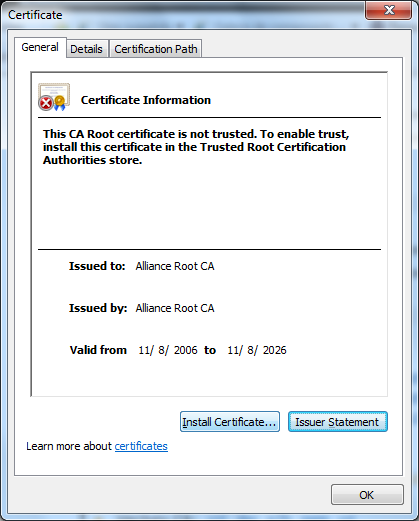 Certificate
General Details Certification Path
Certificate Information
This CA Root certificate is not trusted. To enable trust,
install this certificate in the Trusted Root Certification
Authorities store.
Issued to: Alliance Root CA
Issued by: Alliance Root CA
Valid from 11/ 8/ 2006 to 11/ 8/ 2026
Install Certificate... Issuer Statement
Learn more about certificates
OK